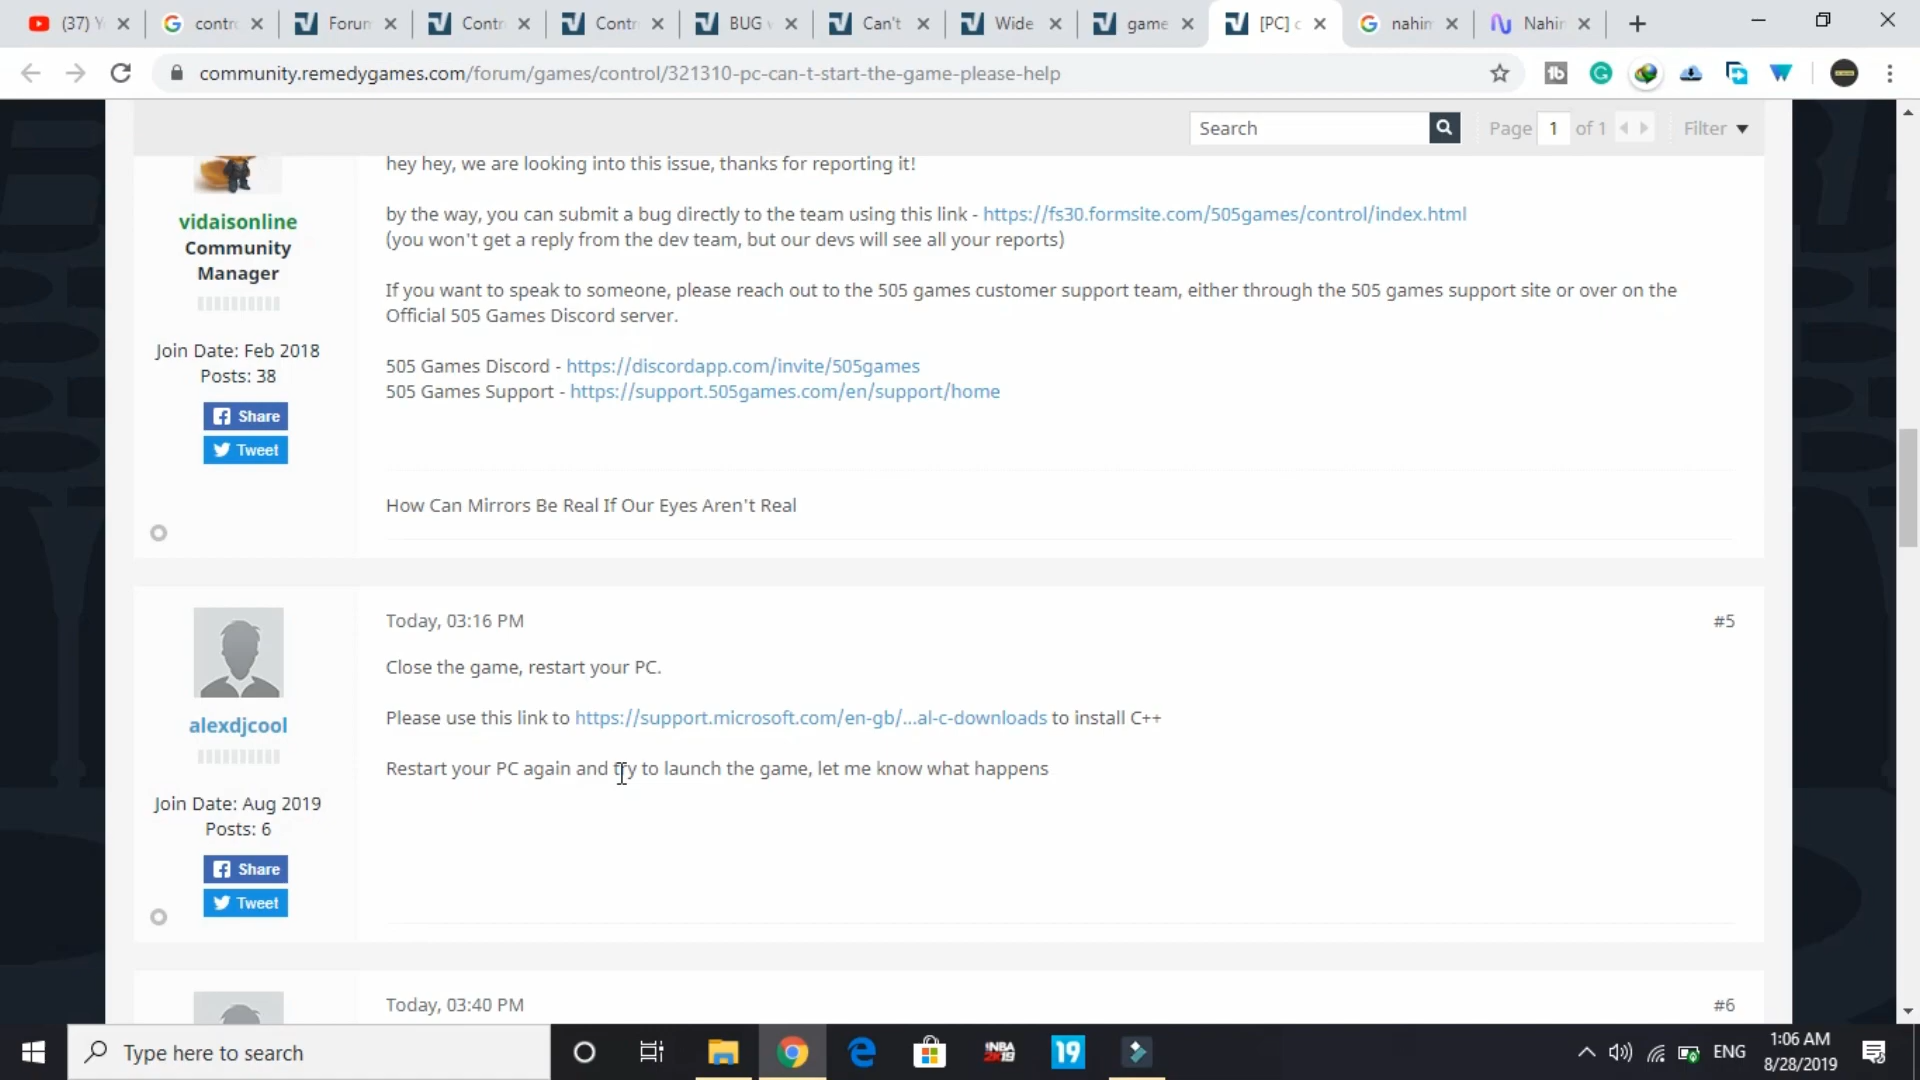 (37) Y
contr
Forum
Contr
Contr
BUG
Can't
Wide
game
[PC] c
nahim
Nahim
community.remedygames.com/forum/games/control/321310-pc-can-t-start-the-game-please-help
Search
Page 1 of 1
Filter
hey hey, we are looking into this issue, thanks for reporting it!
vidaisonline
Community
Manager
by the way, you can submit a bug directly to the team using this link - https://fs30.formsite.com/505games/control/index.html
(you won't get a reply from the dev team, but our devs will see all your reports)
If you want to speak to someone, please reach out to the 505 games customer support team, either through the 505 games support site or over on the
Official 505 Games Discord server.
Join Date: Feb 2018
Posts: 38
505 Games Discord - https://discordapp.com/invite/505games
505 Games Support - https://support.505games.com/en/support/home
Share
Tweet
How Can Mirrors Be Real If Our Eyes Aren't Real
Today, 03:16 PM
#5
Close the game, restart your PC.
alexdjcool
Please use this link to https://support.microsoft.com/en-gb/...al-c-downloads to install C++
Restart your PC again and try to launch the game, let me know what happens
Join Date: Aug 2019
Posts: 6
Share
Tweet
Today, 03:40 PM
#6
Type here to search
NBA
2K19
19
ENG
1:06 AM
8/28/2019